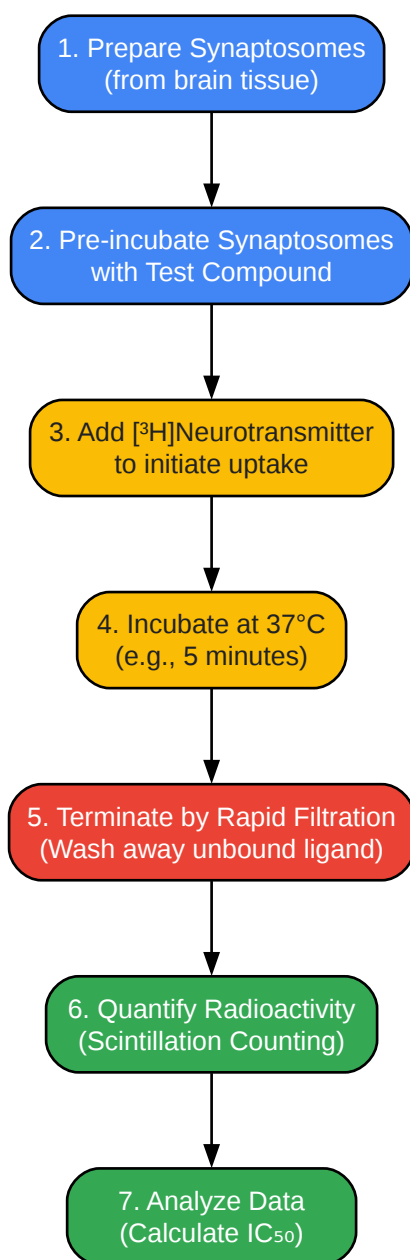 1. Prepare Synaptosomes
(from brain tissue)
2. Pre-incubate Synaptosomes
with Test Compound
3. Add [³H]Neurotransmitter
to initiate uptake
4. Incubate at 37°C
(e.g., 5 minutes)
5. Terminate by Rapid Filtration
(Wash away unbound ligand)
6. Quantify Radioactivity
(Scintillation Counting)
7. Analyze Data
(Calculate IC₅₀)